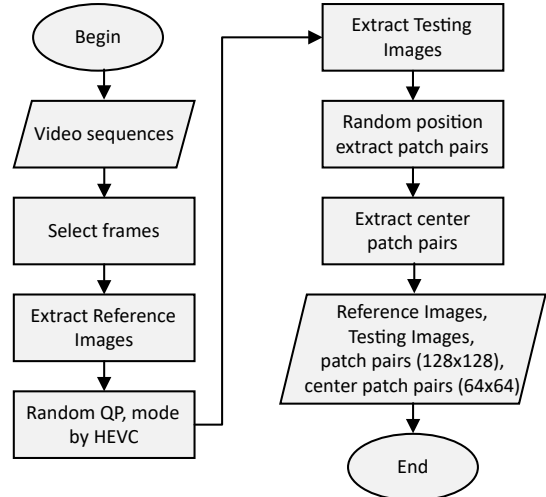 Begin
Video sequences
Select frames
Extract Reference
Images
Random QP, mode
by HEVC
Extract Testing
Images
Random position
extract patch pairs
Extract center
patch pairs
Reference Images,
Testing Images,
patch pairs (128x128),
center patch pairs (64x64)
End